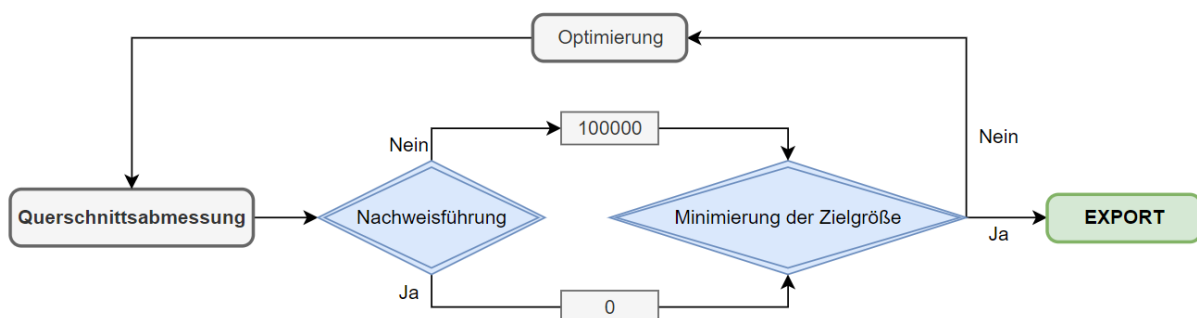 Optimierung
Nein
100000
Nein
Querschnittsabmessung
Nachweisführung
Minimierung der Zielgröße
EXPORT
Ja
Ja
0